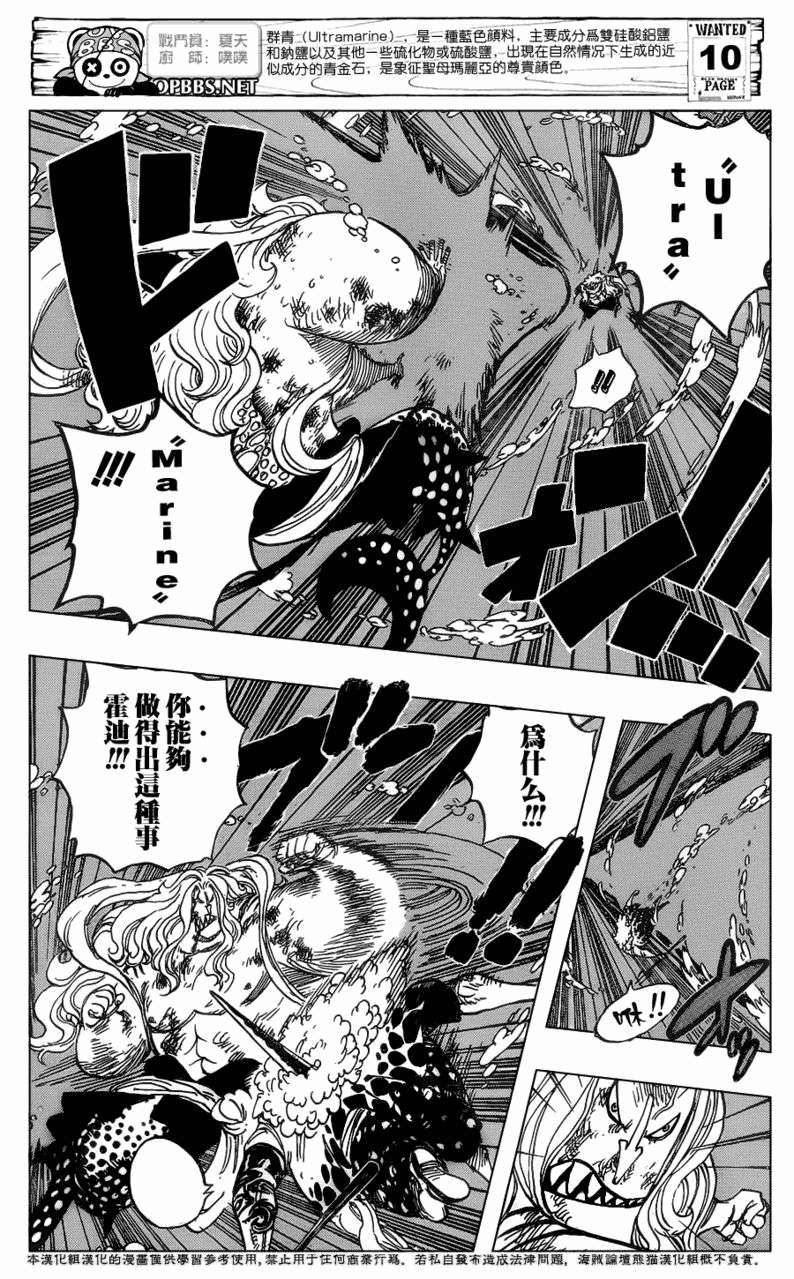 戰鬥員：夏天
廚　師：噗噗
OPBBS.NET
群青（Ultramarine），是一種藍色顏料，主要成分爲雙硅酸鋁鹽
和鈉鹽以及其他一些硫化物或硫酸鹽，出現在自然情況下生成的近
似成分的青金石，是象征聖母瑪麗亞的尊貴顏色。
WANTED
10
PAGE
"Ul
tra"
!!
"Marine"
!!!
ドドオン!!
爲什么!!!
你能夠
做得出這種事
霍迪!!!
咻!!
本漢化組漢化的漫畫僅供學習參考使用,禁止用于任何商業行爲。若私自發布造成法律問題，海賊論壇熊猫漢化組概不負責。